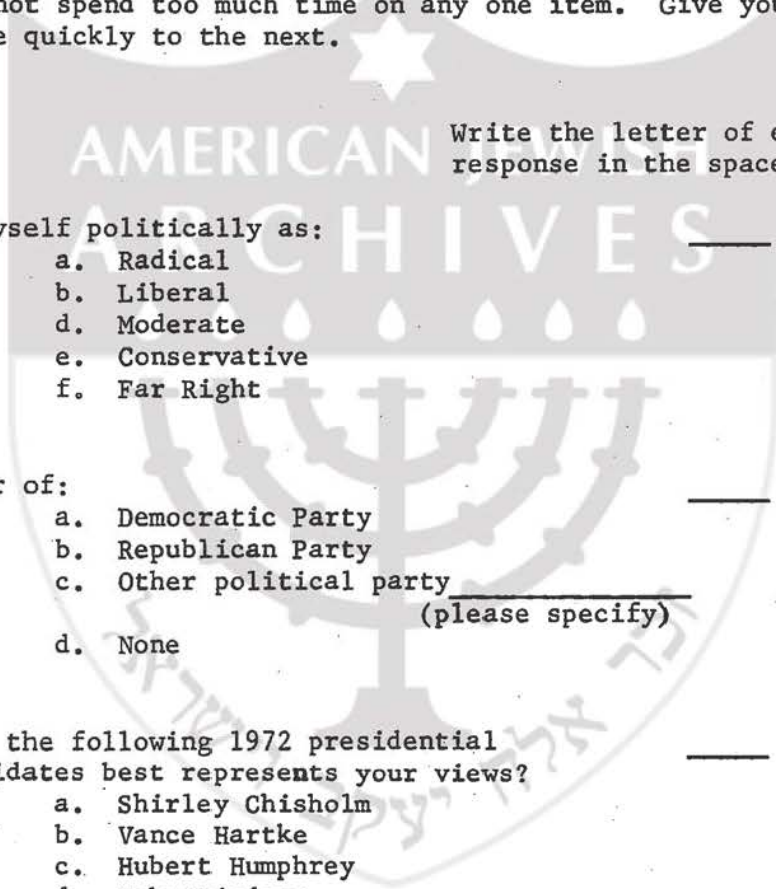 not spend too much time on any one item. Give you
e quickly to the next.
AMERICAN JEWISH
ARCHIVES
Write the letter of e
response in the space
yself politically as:
a. Radical
b. Liberal
d. Moderate
e. Conservative
f. Far Right
r of:
a. Democratic Party
b. Republican Party
c. Other political party
(please specify)
d. None
the following 1972 presidential
idates best represents your views?
a. Shirley Chisholm
b. Vance Hartke
c. Hubert Humphrey